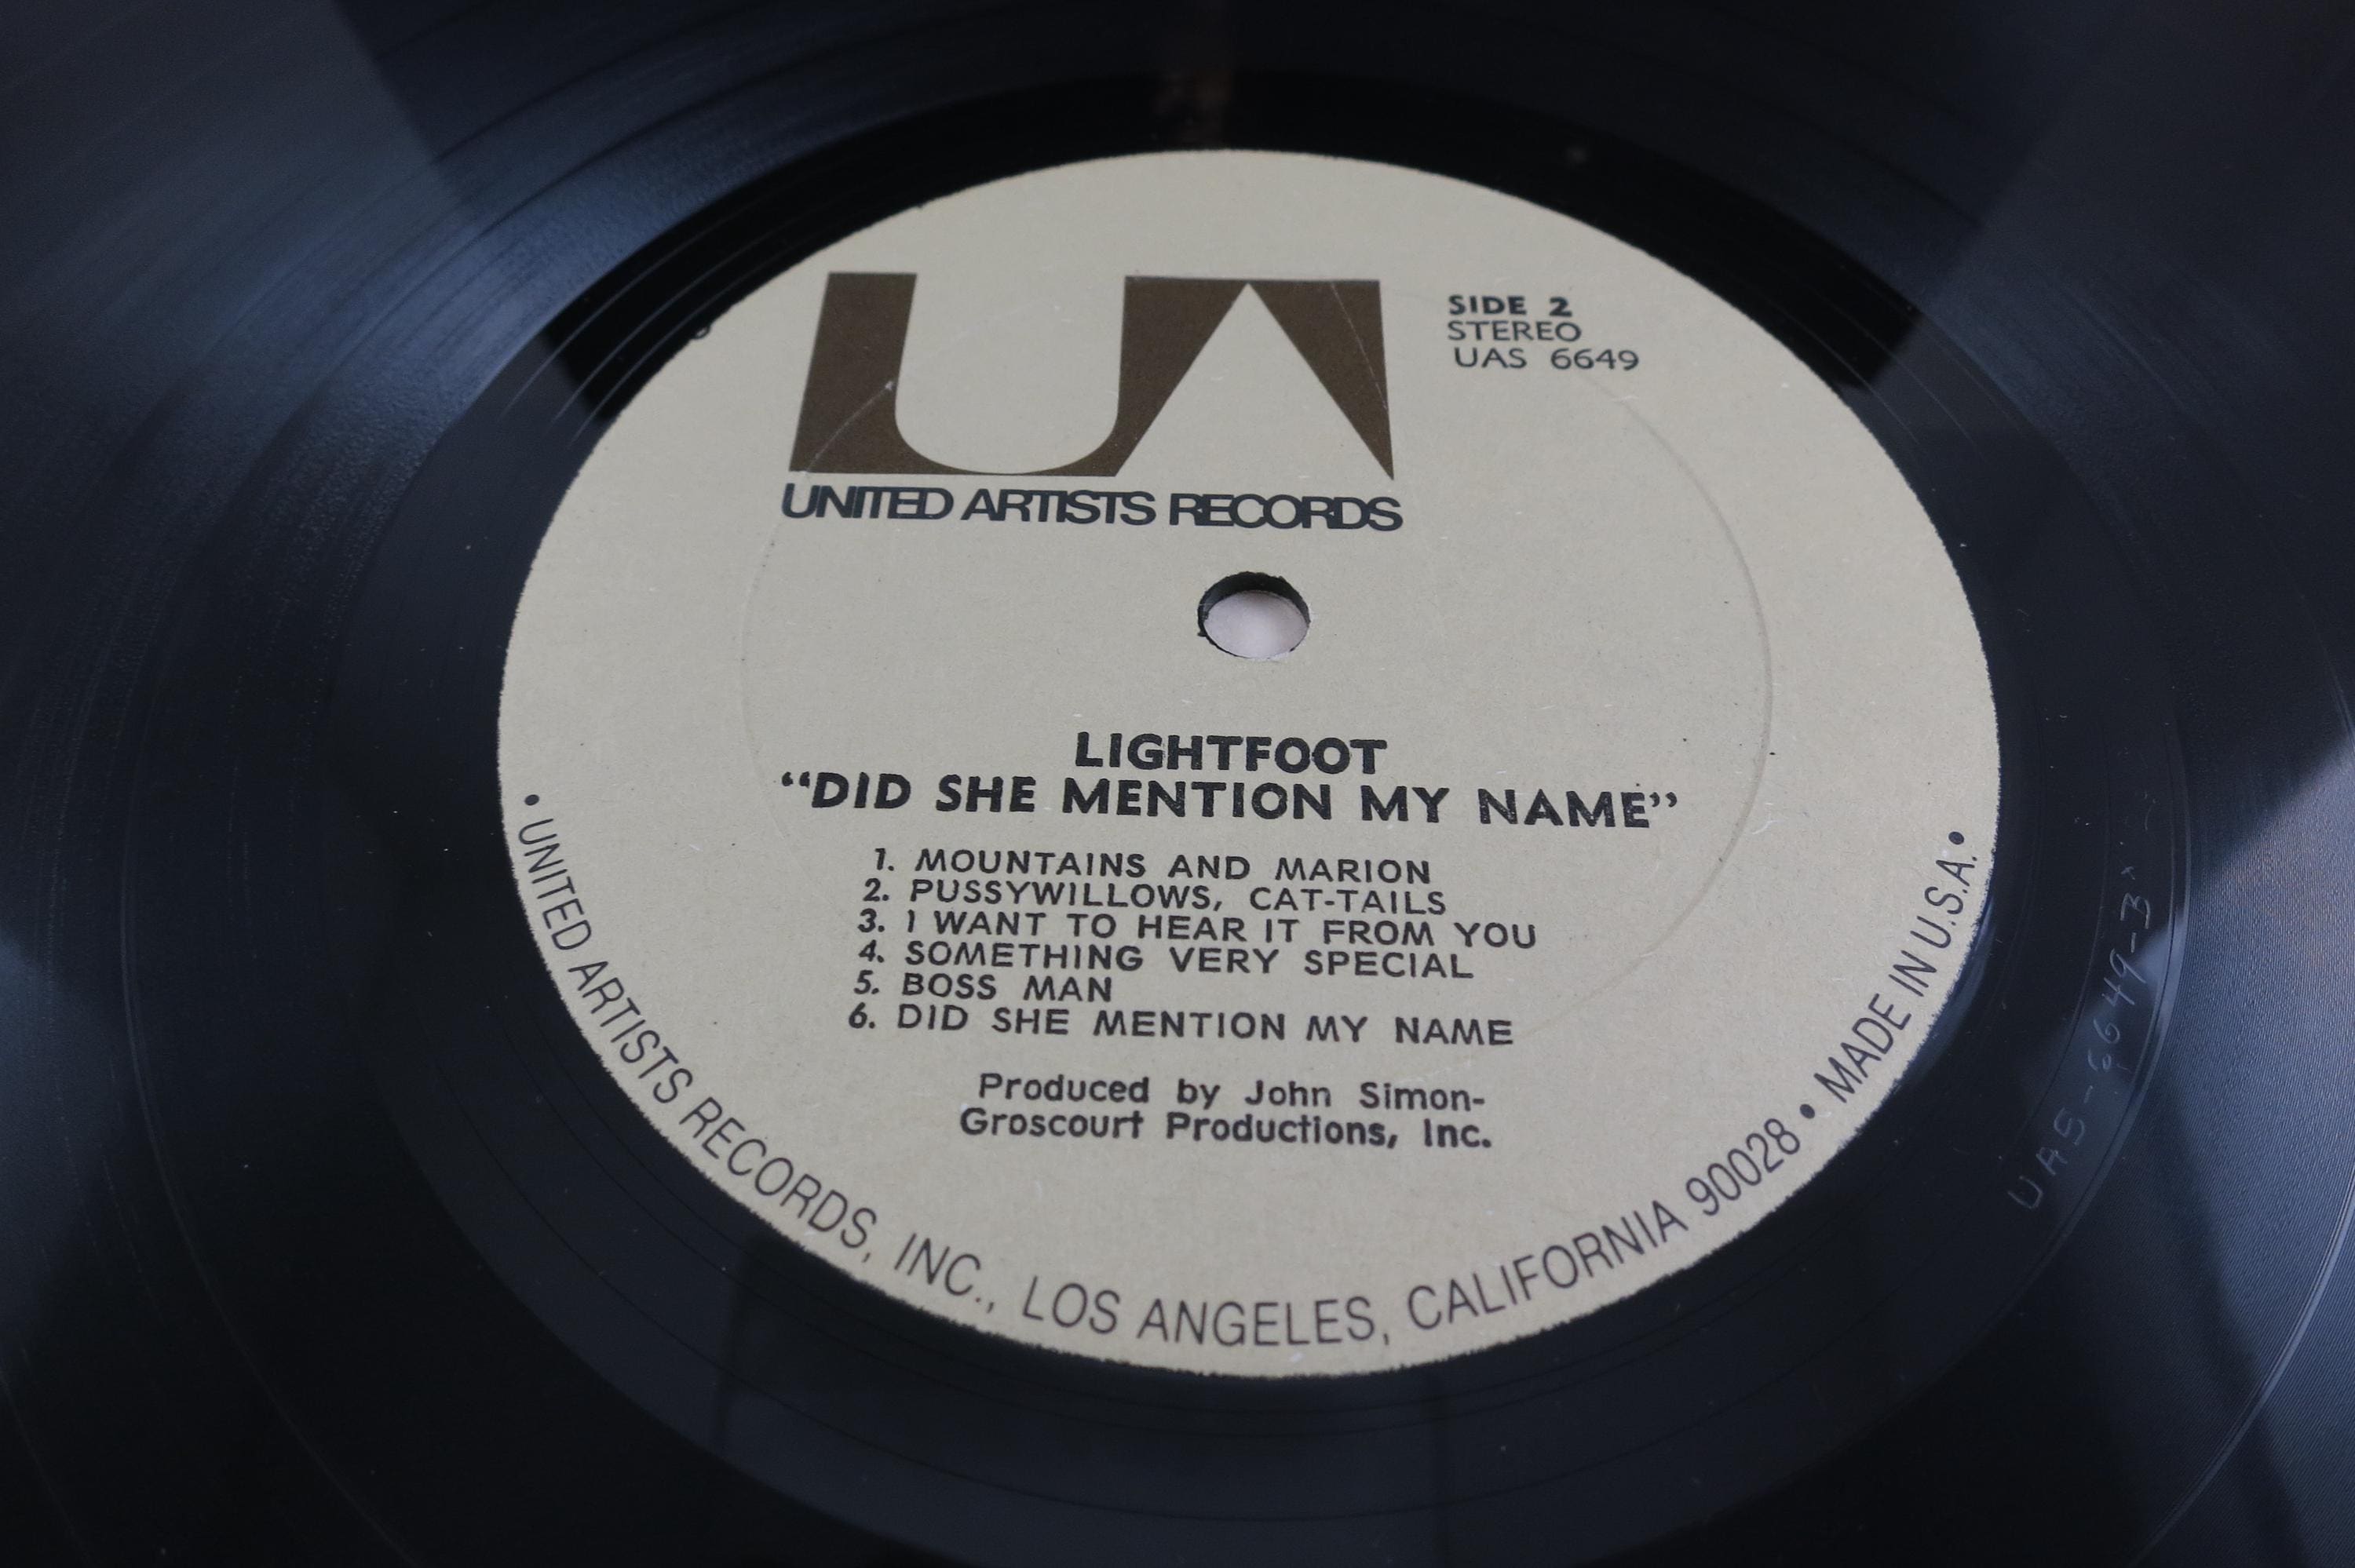 UA
UNITED ARTISTS RECORDS
SIDE 2
STEREO
UAS 6649
LIGHTFOOT
“DID SHE MENTION MY NAME”
1. MOUNTAINS AND MARION
2. PUSSYWILLOWS, CAT-TAILS
3. I WANT TO HEAR IT FROM YOU
4. SOMETHING VERY SPECIAL
5. BOSS MAN
6. DID SHE MENTION MY NAME
Produced by John Simon-
Groscourt Productions, Inc.
• UNITED ARTISTS RECORDS, INC., LOS ANGELES, CALIFORNIA 90028 • MADE IN U.S.A. •
UAS-6649-B